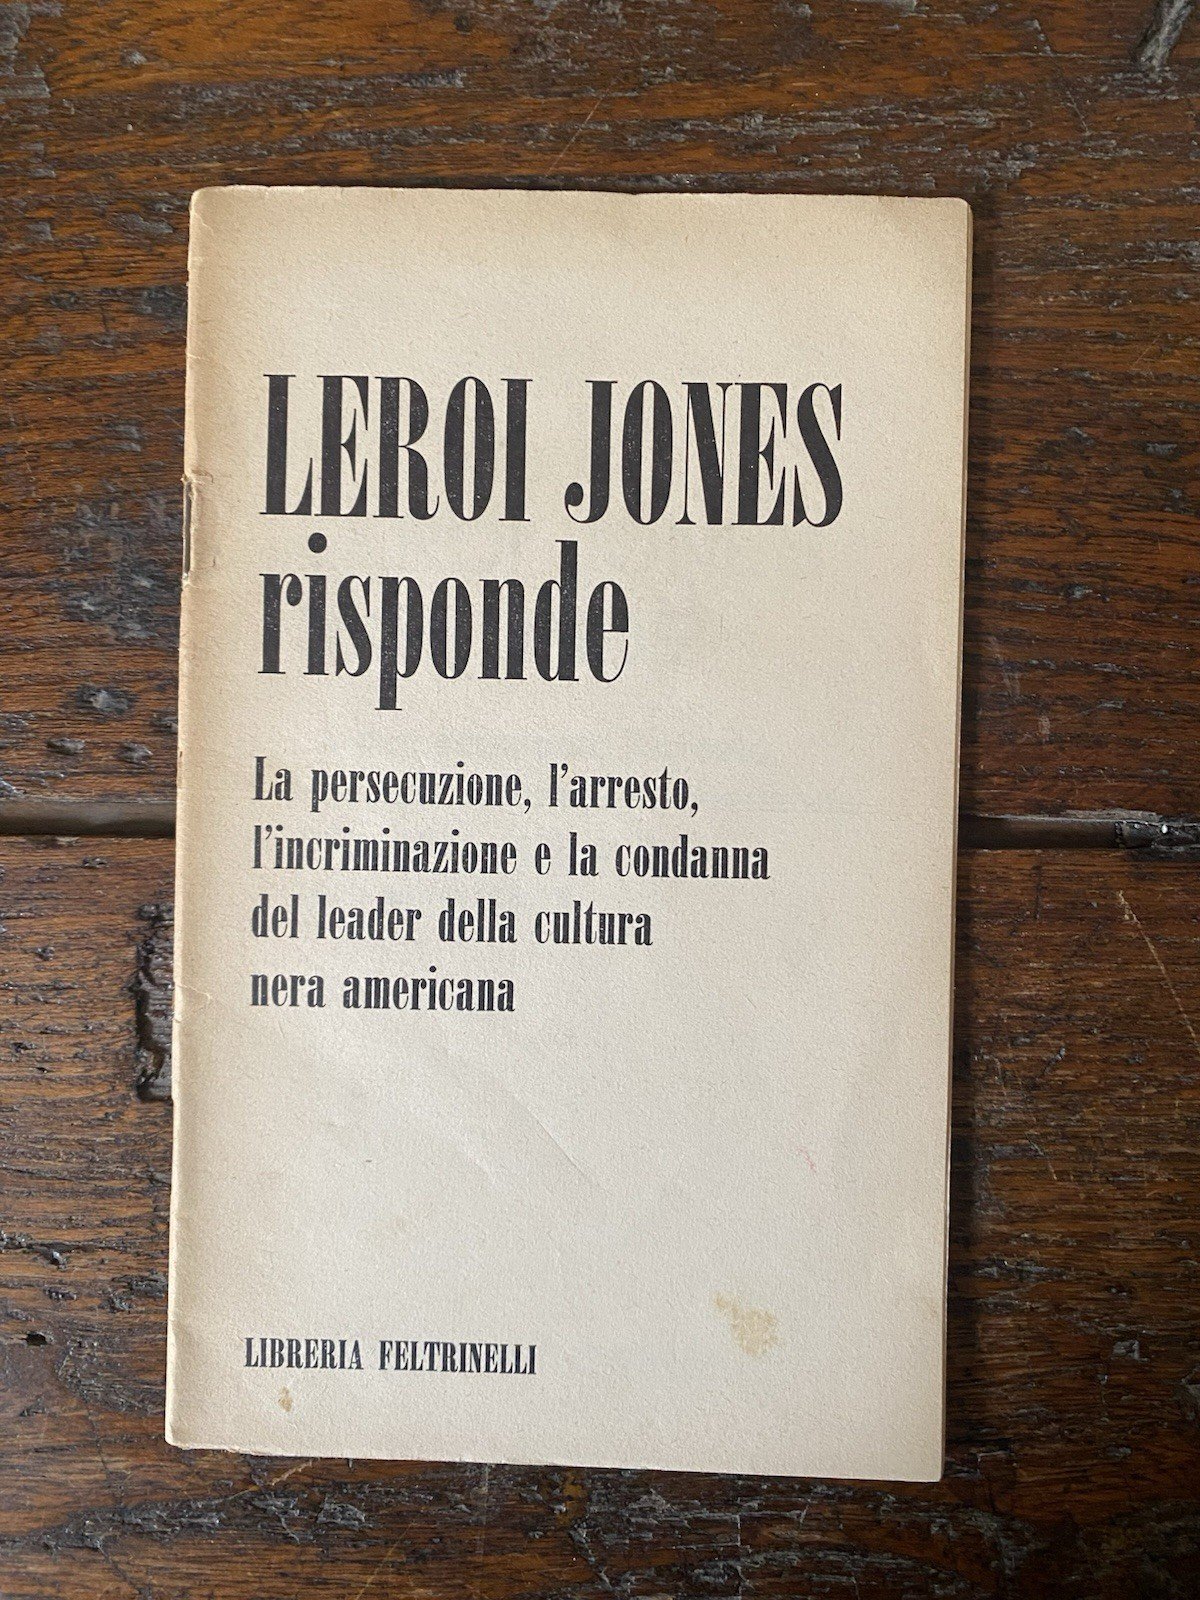 LEROI JONES
risponde
La persecuzione, l'arresto,
l'incriminazione e la condanna
del leader della cultura
nera americana
LIBRERIA FELTRINELLI